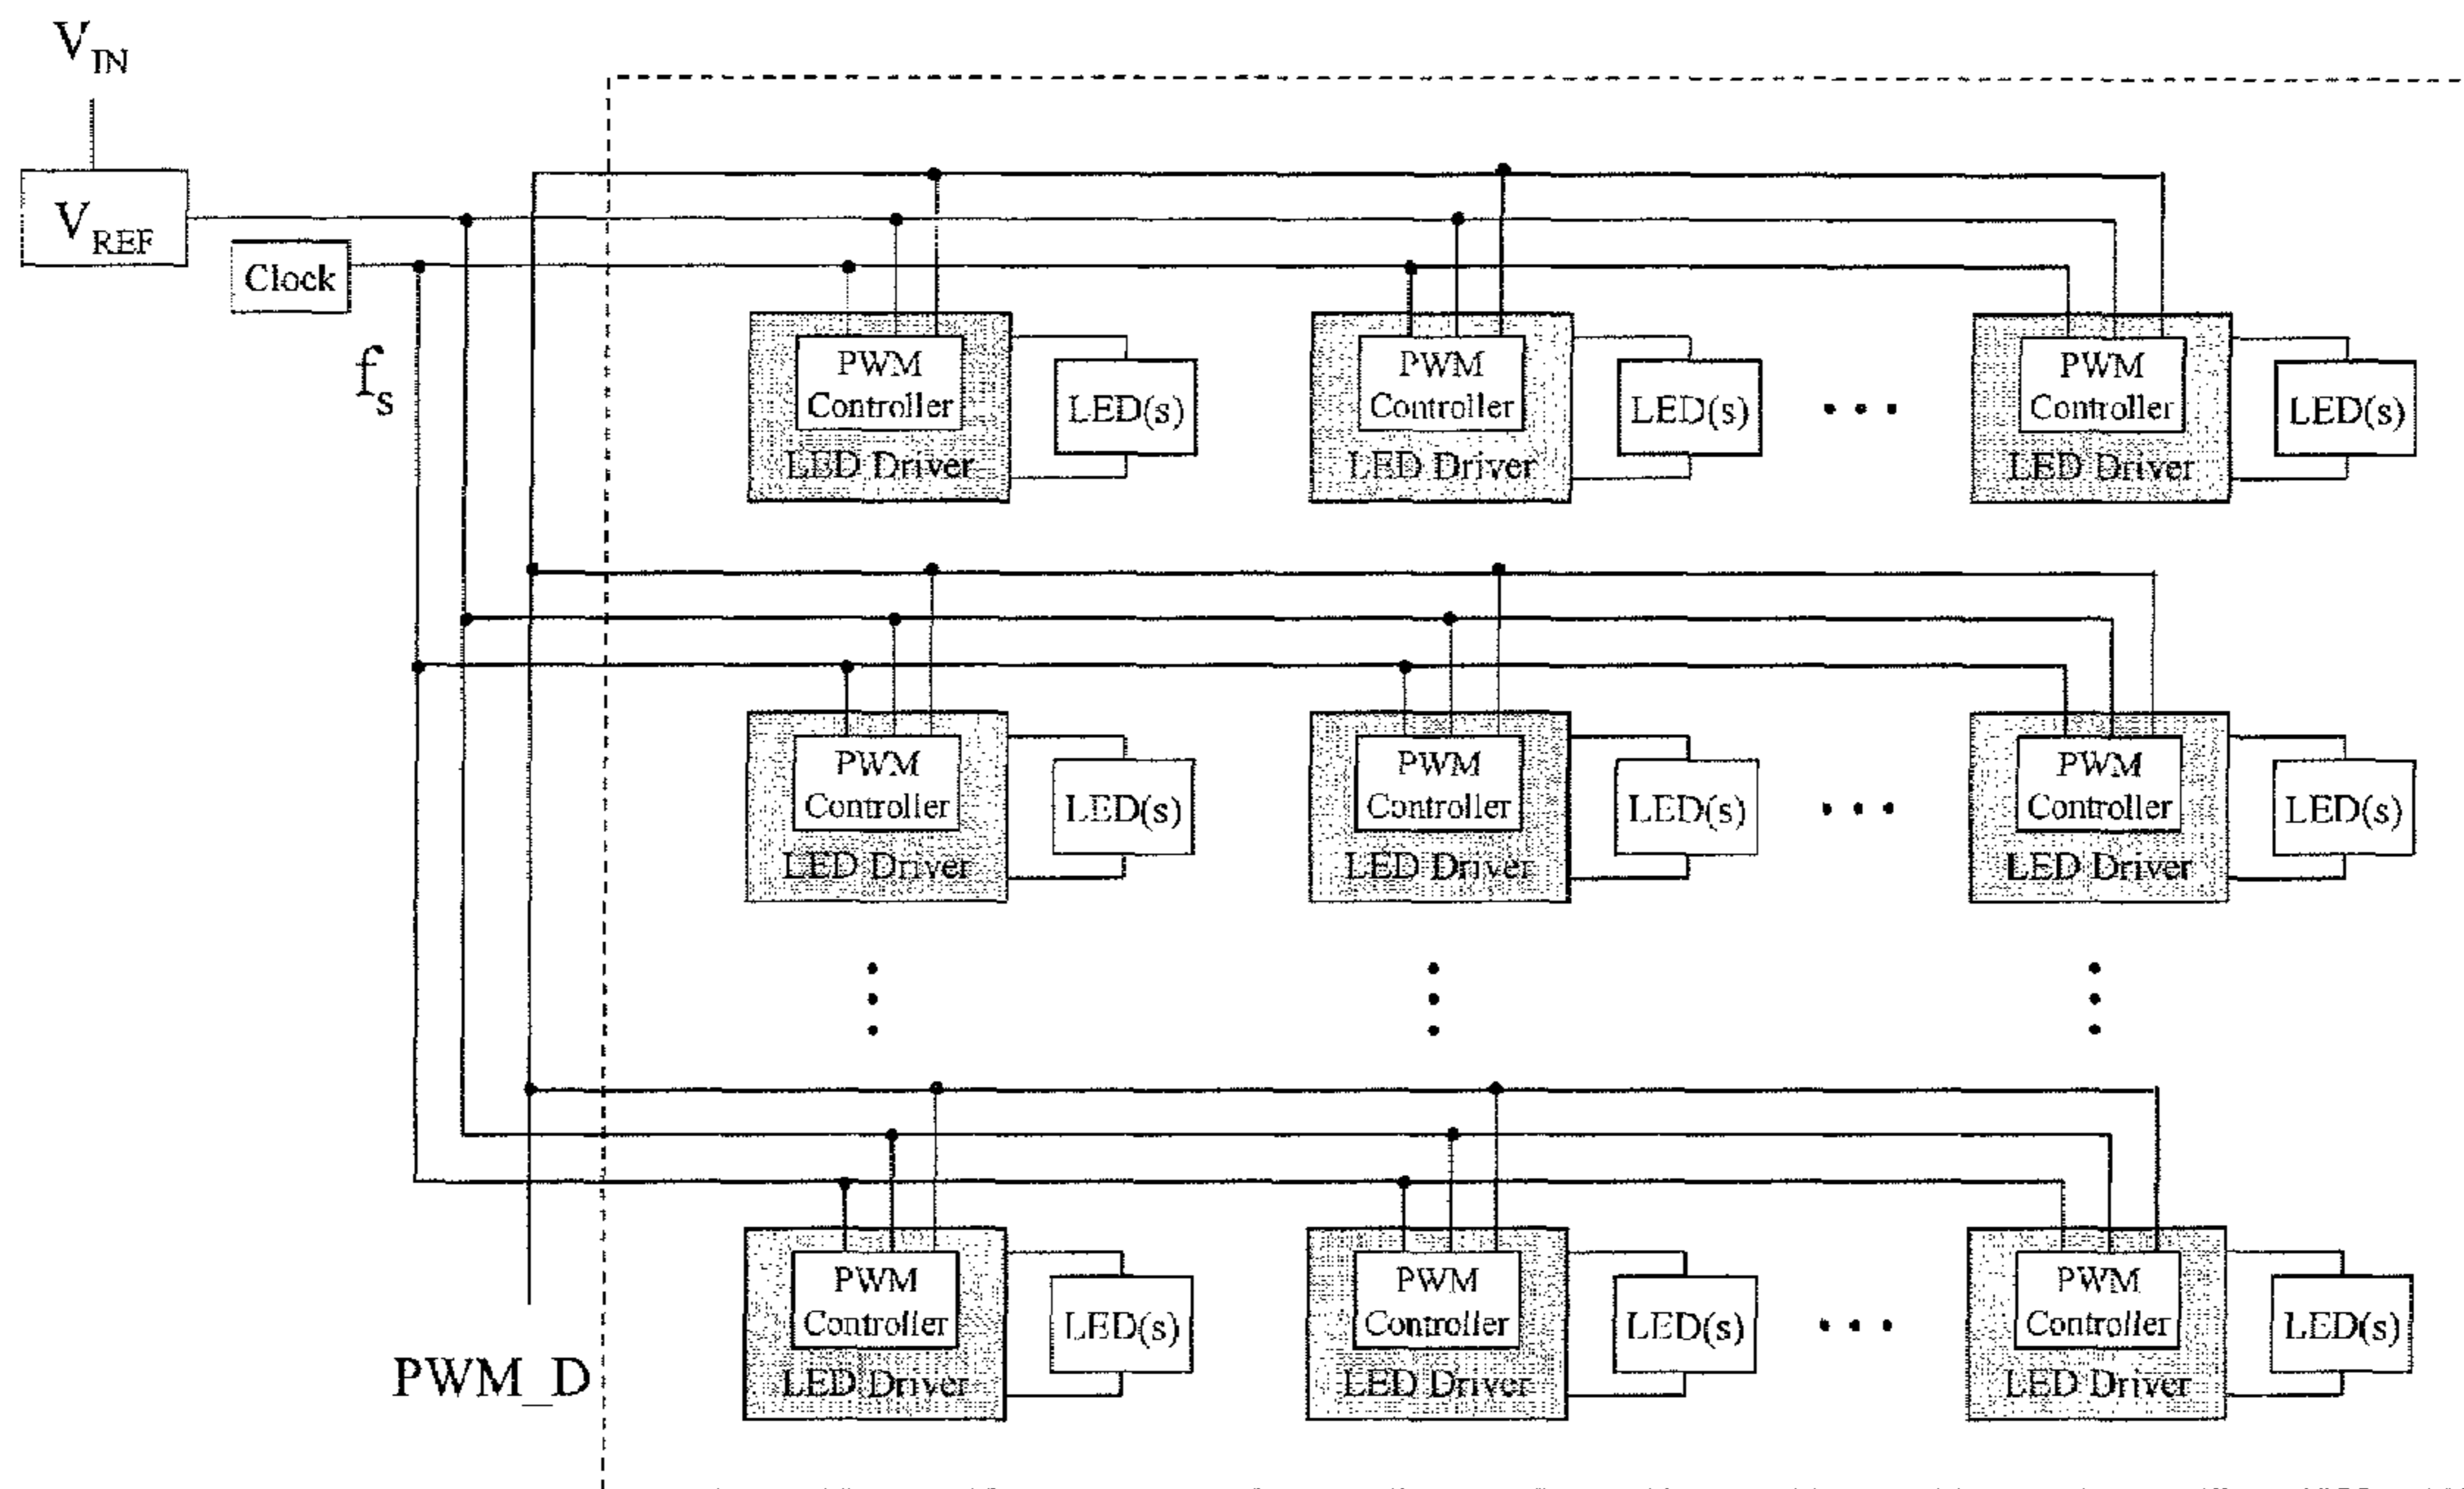 V_IN
V_REF
Clock
f_s
PWM
Controller
LED Driver
LED(s)
PWM
Controller
LED Driver
LED(s)
PWM
Controller
LED Driver
LED(s)
PWM
Controller
LED Driver
LED(s)
PWM
Controller
LED Driver
LED(s)
PWM
Controller
LED Driver
LED(s)
PWM
Controller
LED Driver
LED(s)
PWM
Controller
LED Driver
LED(s)
PWM
Controller
LED Driver
LED(s)
PWM_D